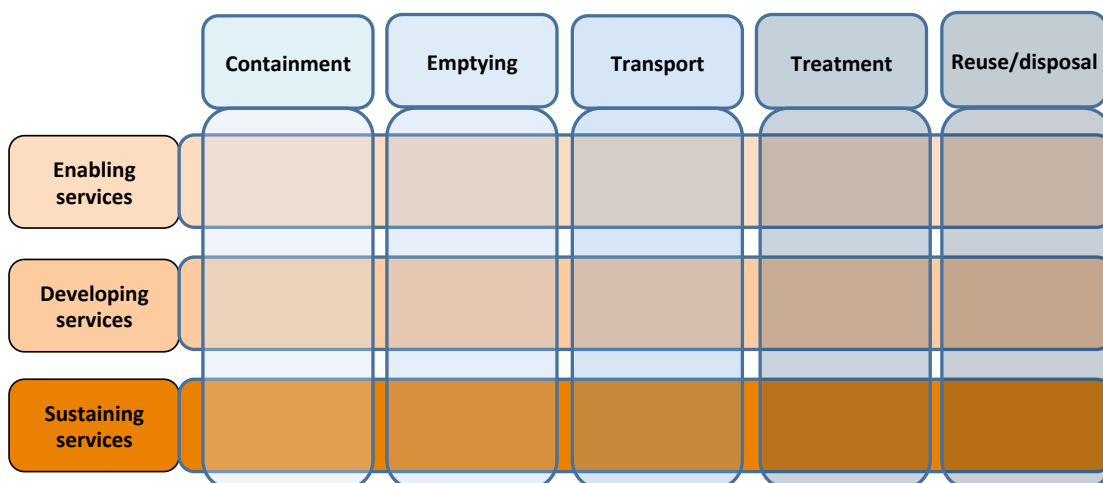 Containment
Emptying
Transport
Treatment
Reuse/disposal
Enabling
services
Developing
services
Sustaining
services